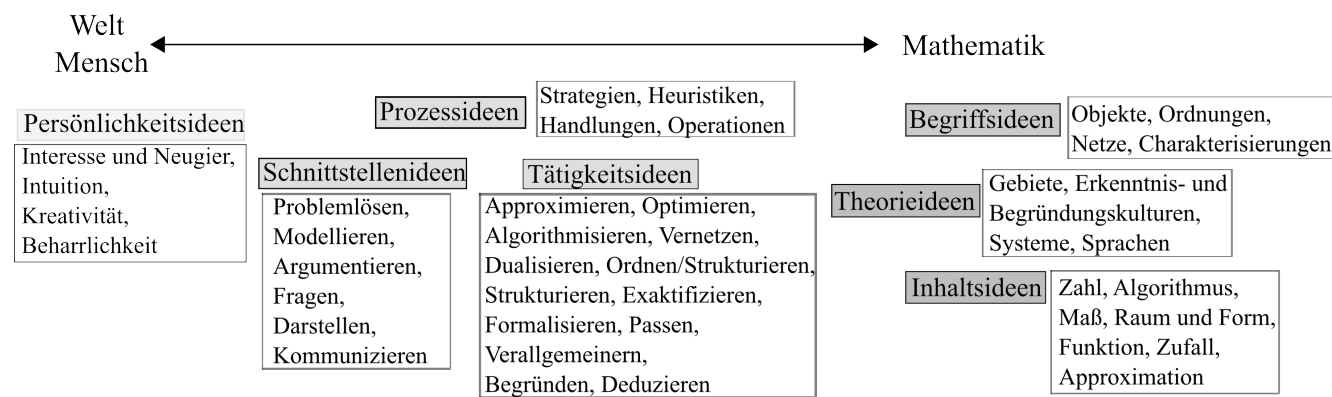 Welt
Mensch
Mathematik
Persönlichkeitsideen
Interesse und Neugier,
Intuition,
Kreativität,
Beharrlichkeit
Schnittstellenideen
Problemlösen,
Modellieren,
Argumentieren,
Fragen,
Darstellen,
Kommunizieren
Prozessideen
Strategien, Heuristiken,
Handlungen, Operationen
Tätigkeitsideen
Approximieren, Optimieren,
Algorithmisieren, Vernetzen,
Dualisieren, Ordnen/Strukturieren,
Strukturieren, Exaktifizieren,
Formalisieren, Passen,
Verallgemeinern,
Begründen, Deduzieren
Begriffsideen
Objekte, Ordnungen,
Netze, Charakterisierungen
Theorieideen
Gebiete, Erkenntnis- und
Begründungskulturen,
Systeme, Sprachen
Inhaltsideen
Zahl, Algorithmus,
Maß, Raum und Form,
Funktion, Zufall,
Approximation